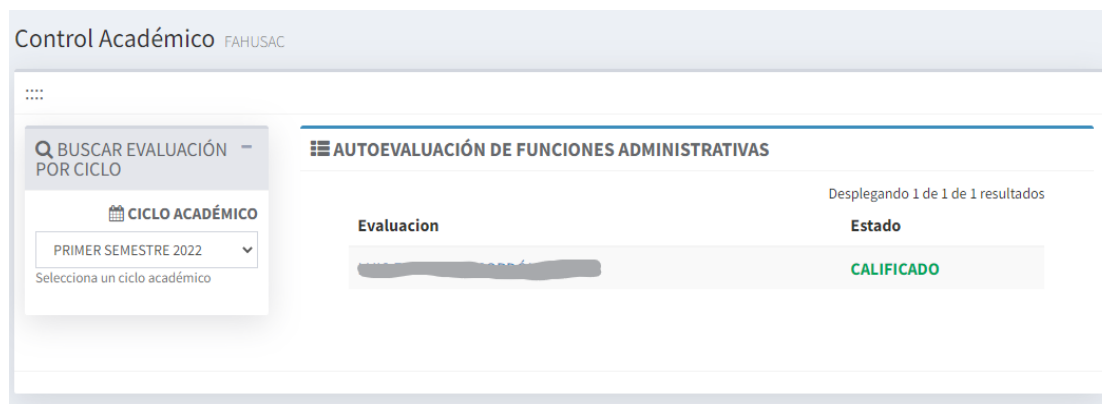 Control Académico FAHUSAC
::::
BUSCAR EVALUACIÓN
POR CICLO
CICLO ACADÉMICO
PRIMER SEMESTRE 2022
Selecciona un ciclo académico
AUTOEVALUACIÓN DE FUNCIONES ADMINISTRATIVAS
Desplegando 1 de 1 de 1 resultados
Evaluacion Estado
CALIFICADO